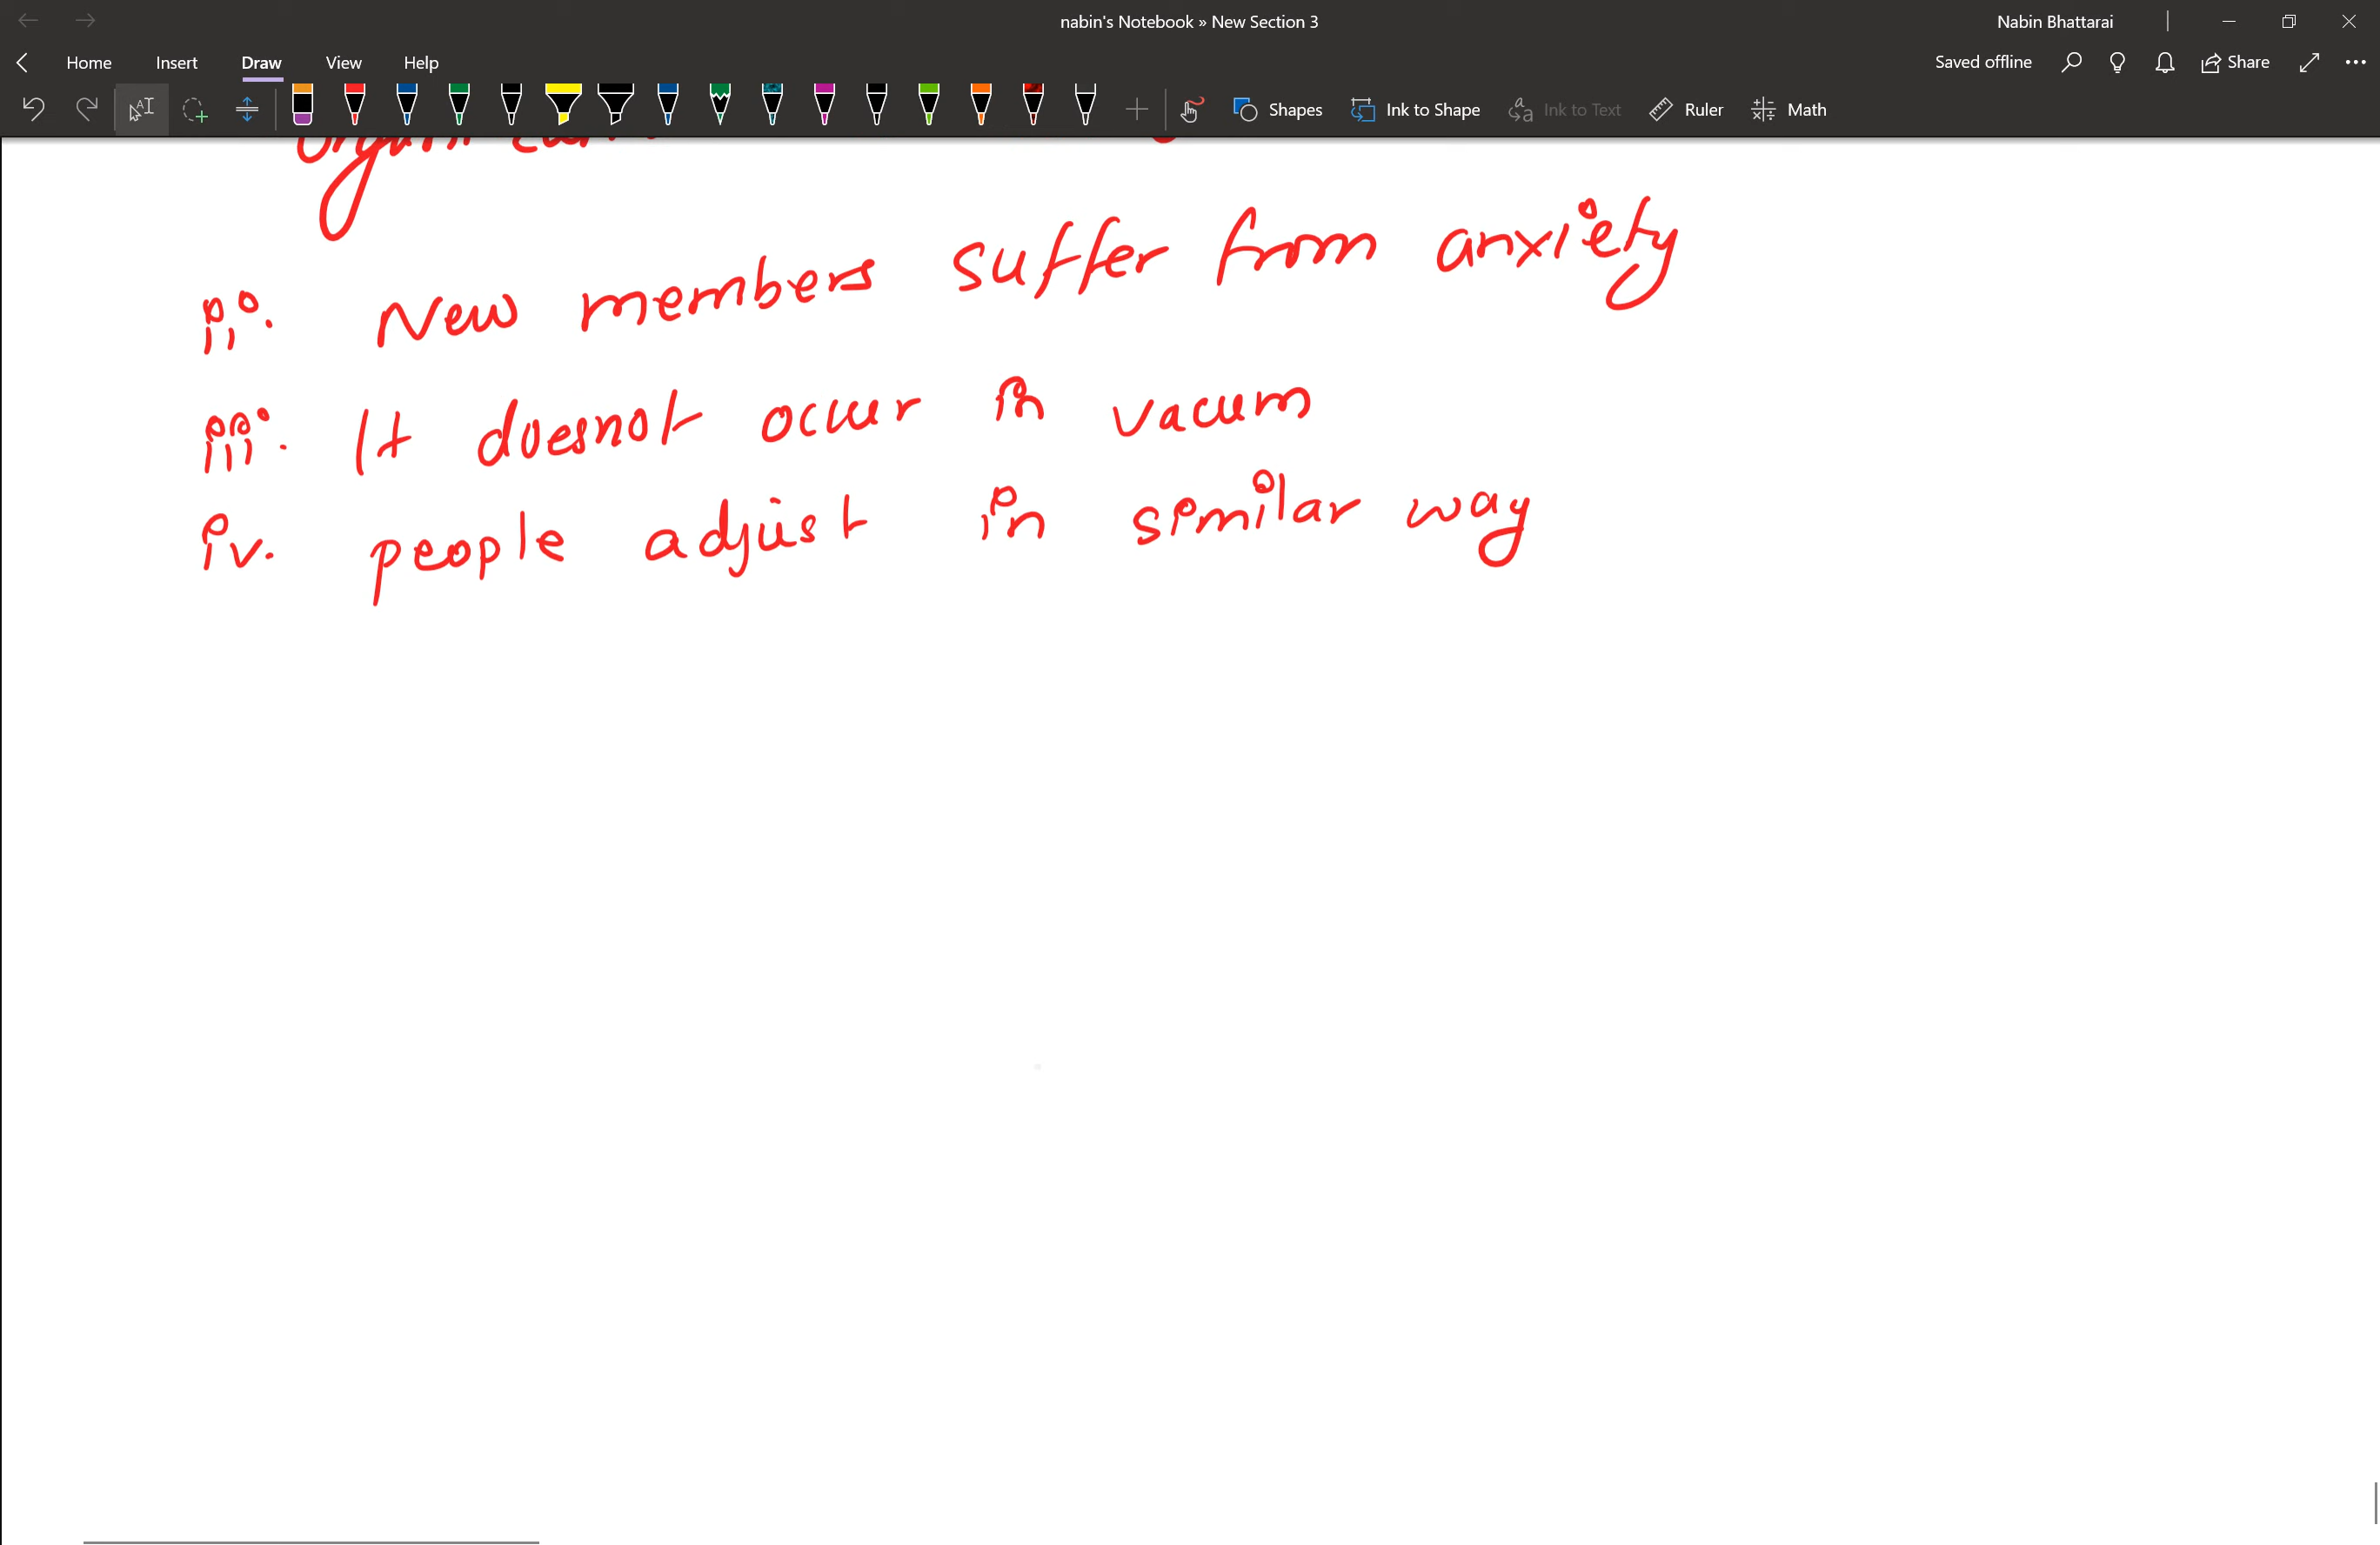 nabin's Notebook » New Section 3
Nabin Bhattarai
Home Insert Draw View Help
Saved offline
Share
Shapes Ink to Shape Ink to Text Ruler Math
ii. New members suffer from anxiety
iii. It doesnot occur in vacum
iv. people adjust in similar way